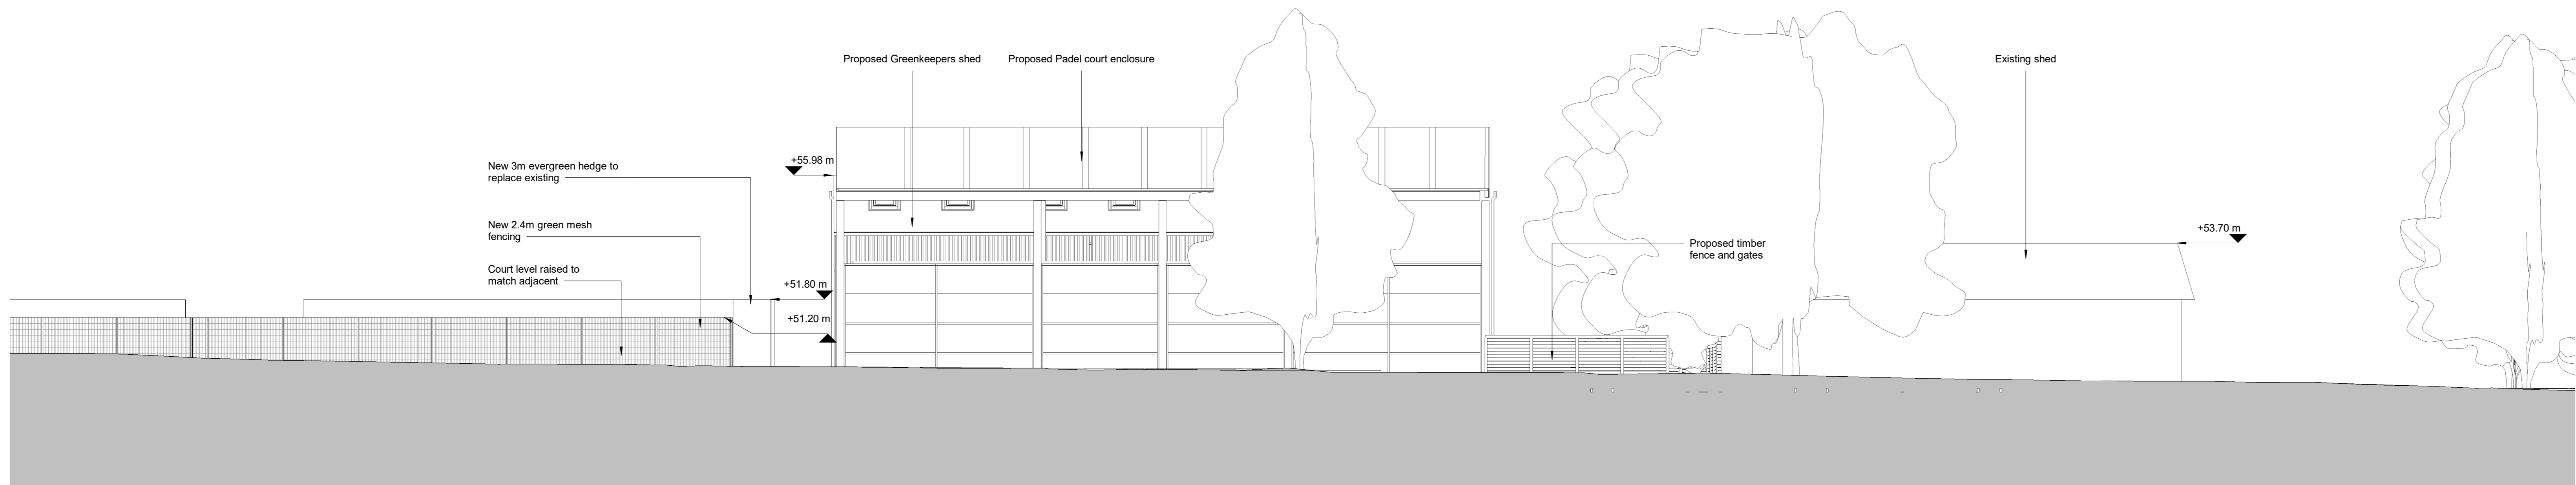 Proposed Greenkeepers shed
Proposed Padel court enclosure
Existing shed
+55.98 m
New 3m evergreen hedge to
replace existing
New 2.4m green mesh
fencing
Court level raised to
match adjacent
+51.80 m
+51.20 m
Proposed timber
fence and gates
+53.70 m